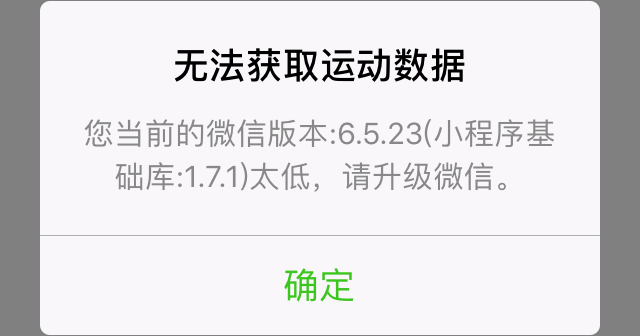 无法获取运动数据
您当前的微信版本:6.5.23(小程序基
础库:1.7.1)太低，请升级微信。
确定